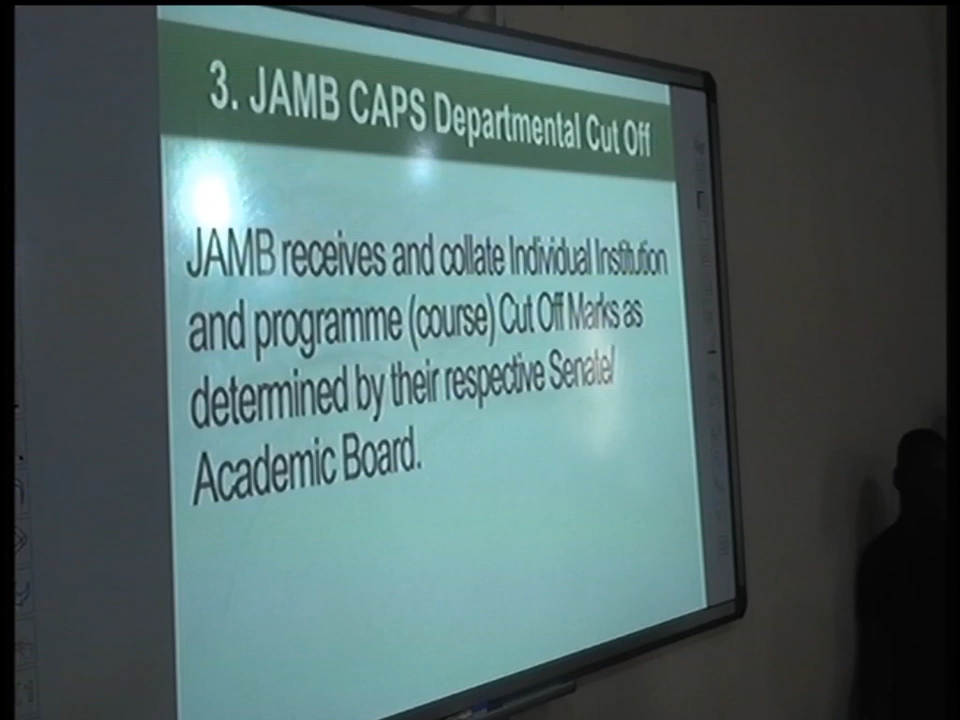 3. JAMB CAPS Departmental Cut Off
JAMB receives and collate Individual Institution
and programme (course) Cut Off Marks as
determined by their respective Senate/
Academic Board.